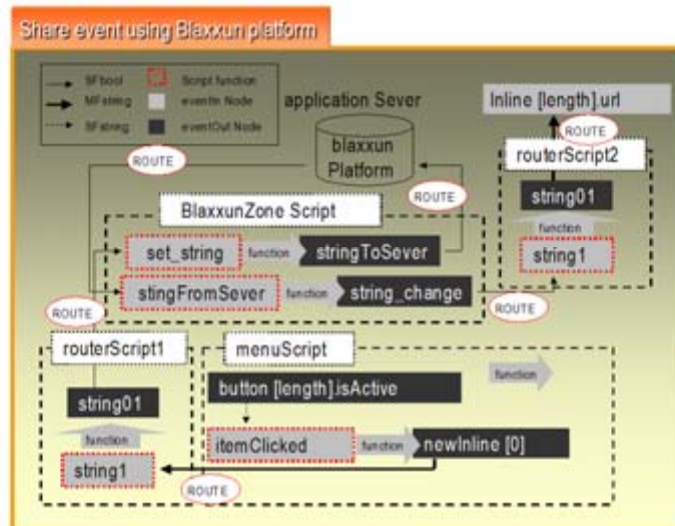 Share event using Blaxxun platform
SFbool
Script function
MFstring
eventIn Node
SFstring
eventOut Node
application Sever
blaxxun
Platform
Inline [length].url
ROUTE
routerScript2
string01
function
string1
ROUTE
ROUTE
BlaxxunZone Script
set_string
function
stringToSever
stingFromSever
function
string_change
ROUTE
ROUTE
routerScript1
string01
function
string1
menuScript
button [length].isActive
function
itemClicked
function
newInline [0]
ROUTE